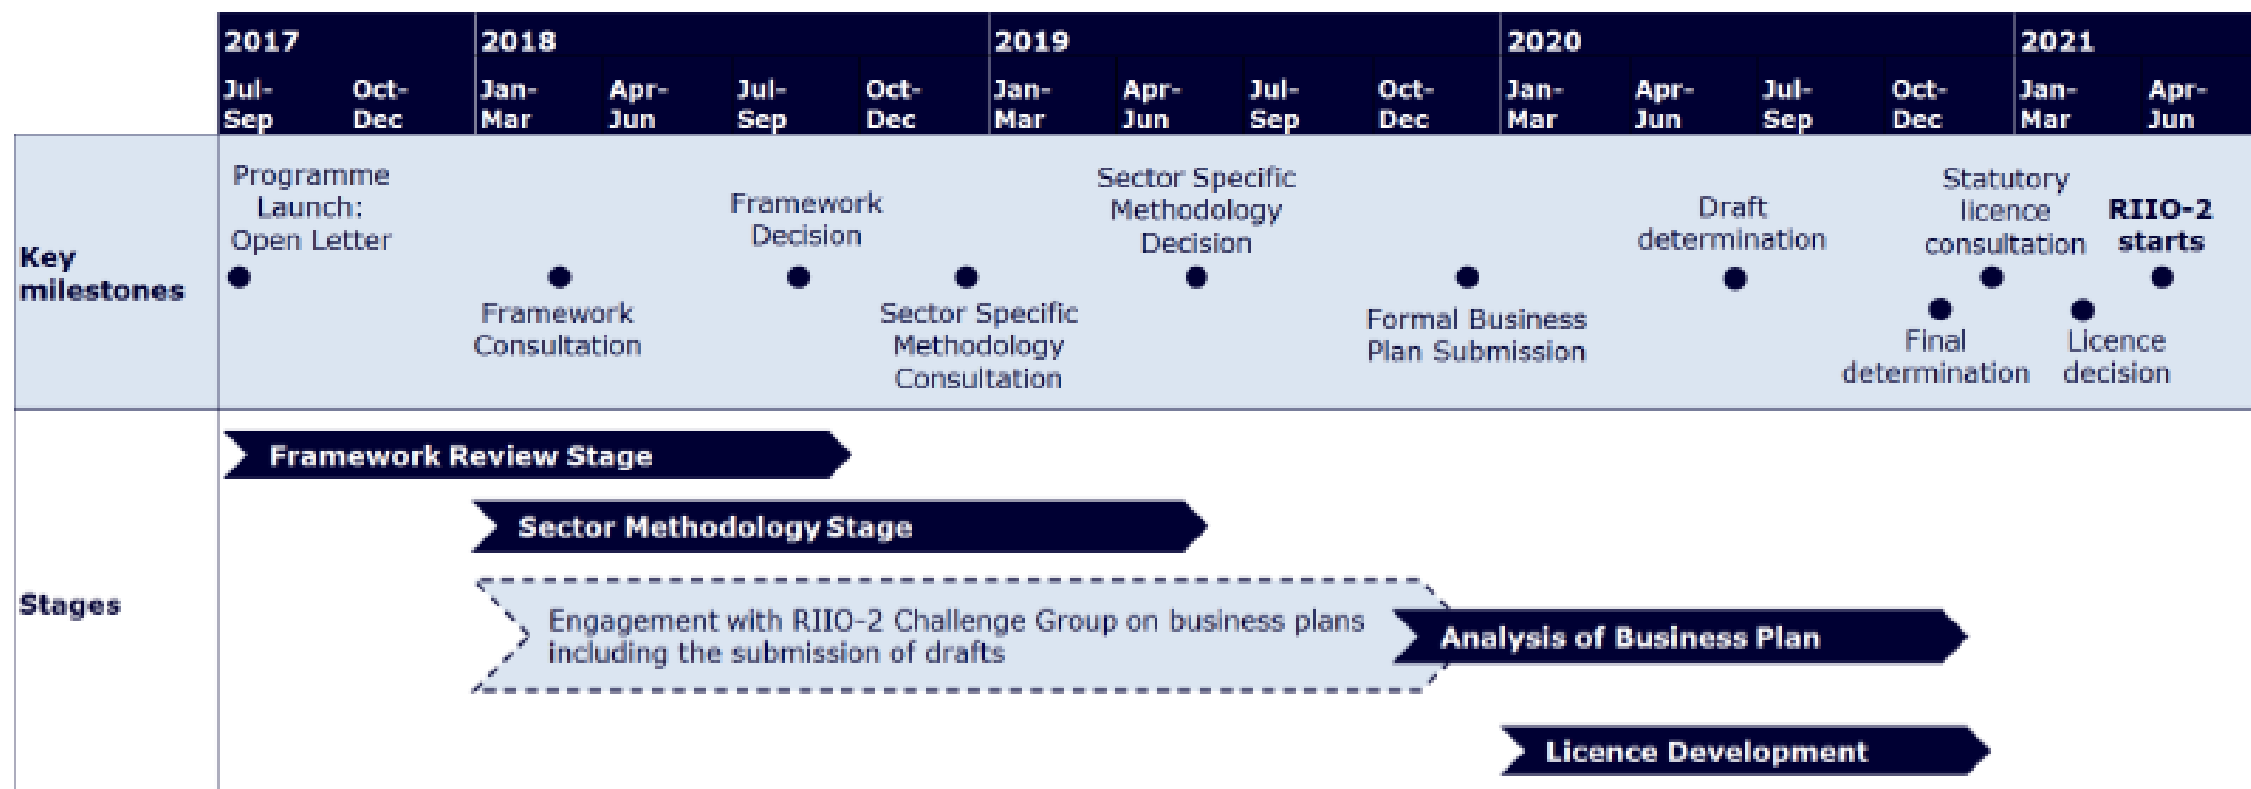 2017 2018 2019 2020 2021
Jul- Oct- Jan- Apr- Jul- Oct- Jan- Apr- Jul- Oct- Jan- Apr- Jul- Oct- Jan- Apr-
Sep Dec Mar Jun Sep Dec Mar Jun Sep Dec Mar Jun Sep Dec Mar Jun
Key
milestones
Programme
Launch:
Open Letter
Framework
Consultation
Framework
Decision
Sector Specific
Methodology
Consultation
Sector Specific
Methodology
Decision
Formal Business
Plan Submission
Draft
determination
Final
determination
Statutory
licence
consultation
Licence
decision
RIIO-2
starts
Stages
Framework Review Stage
Sector Methodology Stage
Engagement with RIIO-2 Challenge Group on business plans
including the submission of drafts
Analysis of Business Plan
Licence Development